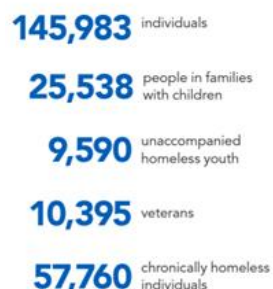 145,983 individuals
25,538 people in families
with children
9,590 unaccompanied
homeless youth
10,395 veterans
57,760 chronically homeless
individuals